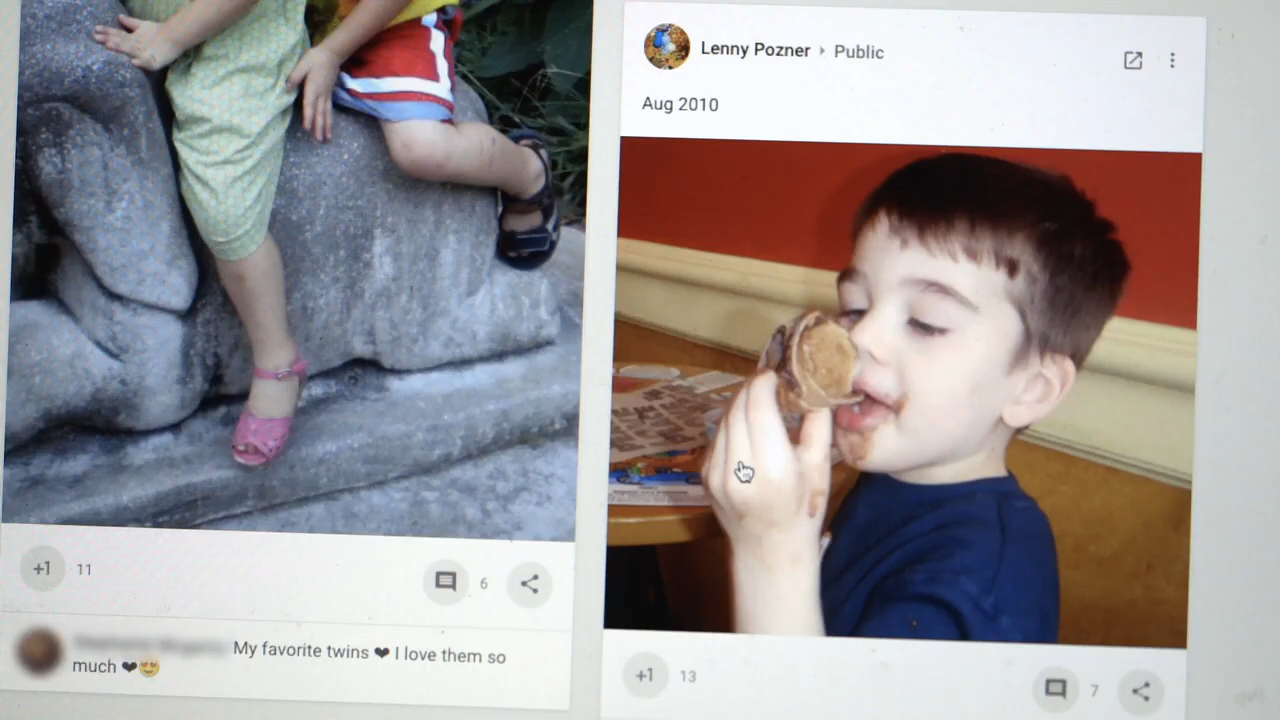 +1 11
6
My favorite twins ❤ I love them so
much ❤😍
Lenny Pozner ▸ Public
Aug 2010
+1 13
7